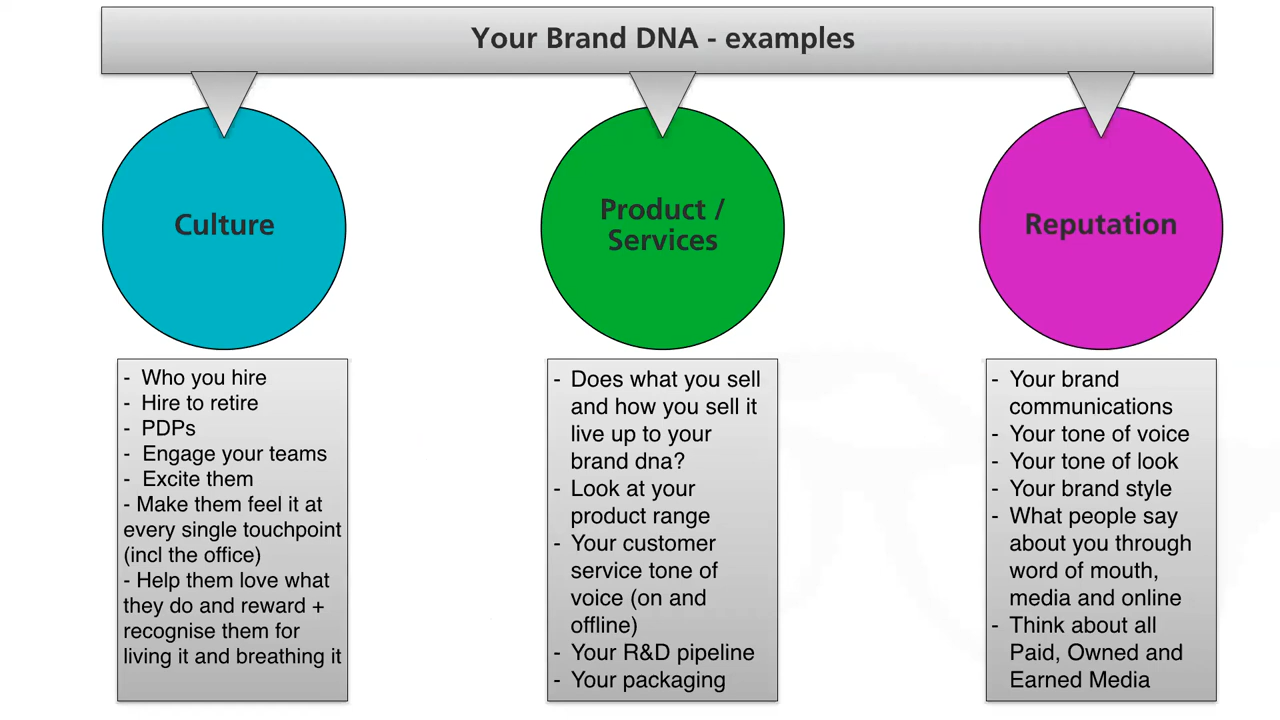 Your Brand DNA - examples
Culture
- Who you hire
- Hire to retire
- PDPs
- Engage your teams
- Excite them
- Make them feel it at
every single touchpoint
(incl the office)
- Help them love what
they do and reward +
recognise them for
living it and breathing it
Product /
Services
- Does what you sell
and how you sell it
live up to your
brand dna?
- Look at your
product range
- Your customer
service tone of
voice (on and
offline)
- Your R&D pipeline
- Your packaging
Reputation
- Your brand
communications
- Your tone of voice
- Your tone of look
- Your brand style
- What people say
about you through
word of mouth,
media and online
- Think about all
Paid, Owned and
Earned Media